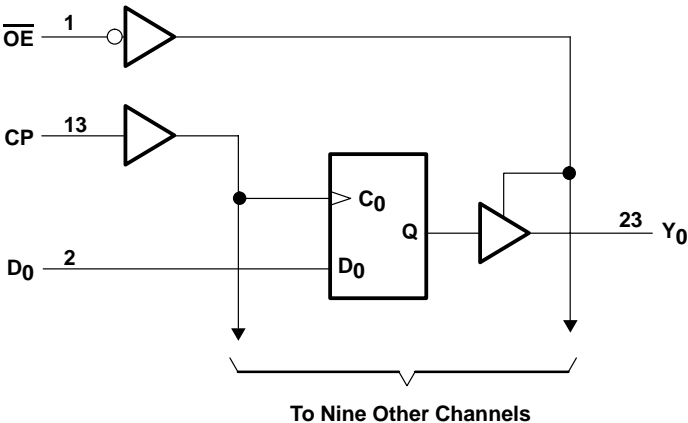 OE
1
CP
13
C0
Q
23
Y0
D0
2
D0
To Nine Other Channels